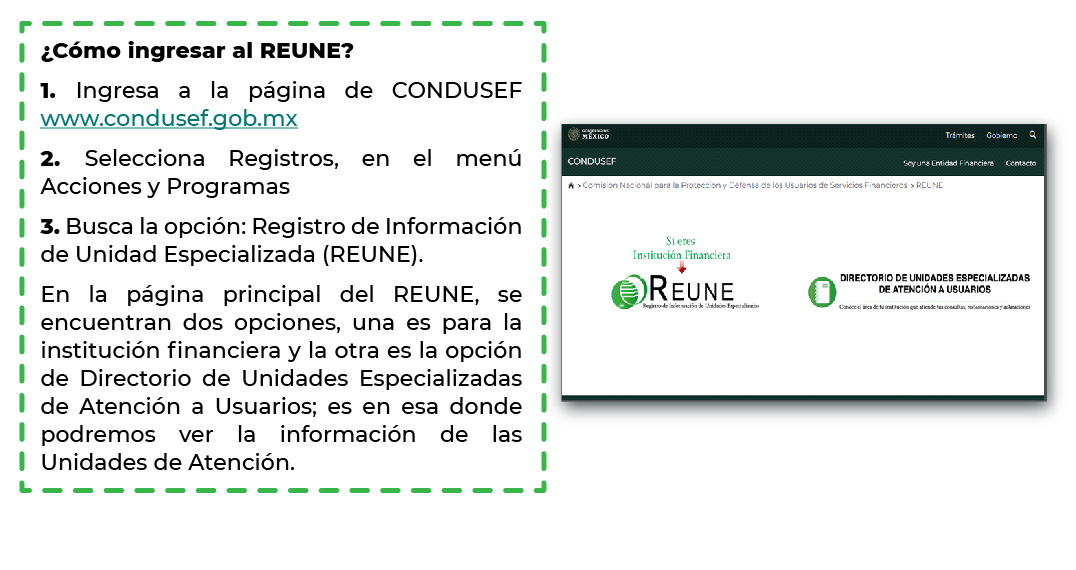 ¿Cómo ingresar al REUNE?
1. Ingresa a la página de CONDUSEF
www.condusef.gob.mx
2. Selecciona Registros, en el menú
Acciones y Programas
3. Busca la opción: Registro de Información
de Unidad Especializada (REUNE).
En la página principal del REUNE, se
encuentran dos opciones, una es para la
institución financiera y la otra es la opción
de Directorio de Unidades Especializadas
de Atención a Usuarios; es en esa donde
podremos ver la información de las
Unidades de Atención.
GOBIERNO DE
MÉXICO
Trámites Gobierno
CONDUSEF
Soy una Entidad Financiera Contacto
> Comisión Nacional para la Protección y Defensa de los Usuarios de Servicios Financieros > REUNE
Si eres
Institución Financiera
REUNE
Registro de Información de Unidades Especializadas
DIRECTORIO DE UNIDADES ESPECIALIZADAS
DE ATENCIÓN A USUARIOS
Conoce el área de tu institución que atiende tus consultas, reclamaciones y aclaraciones